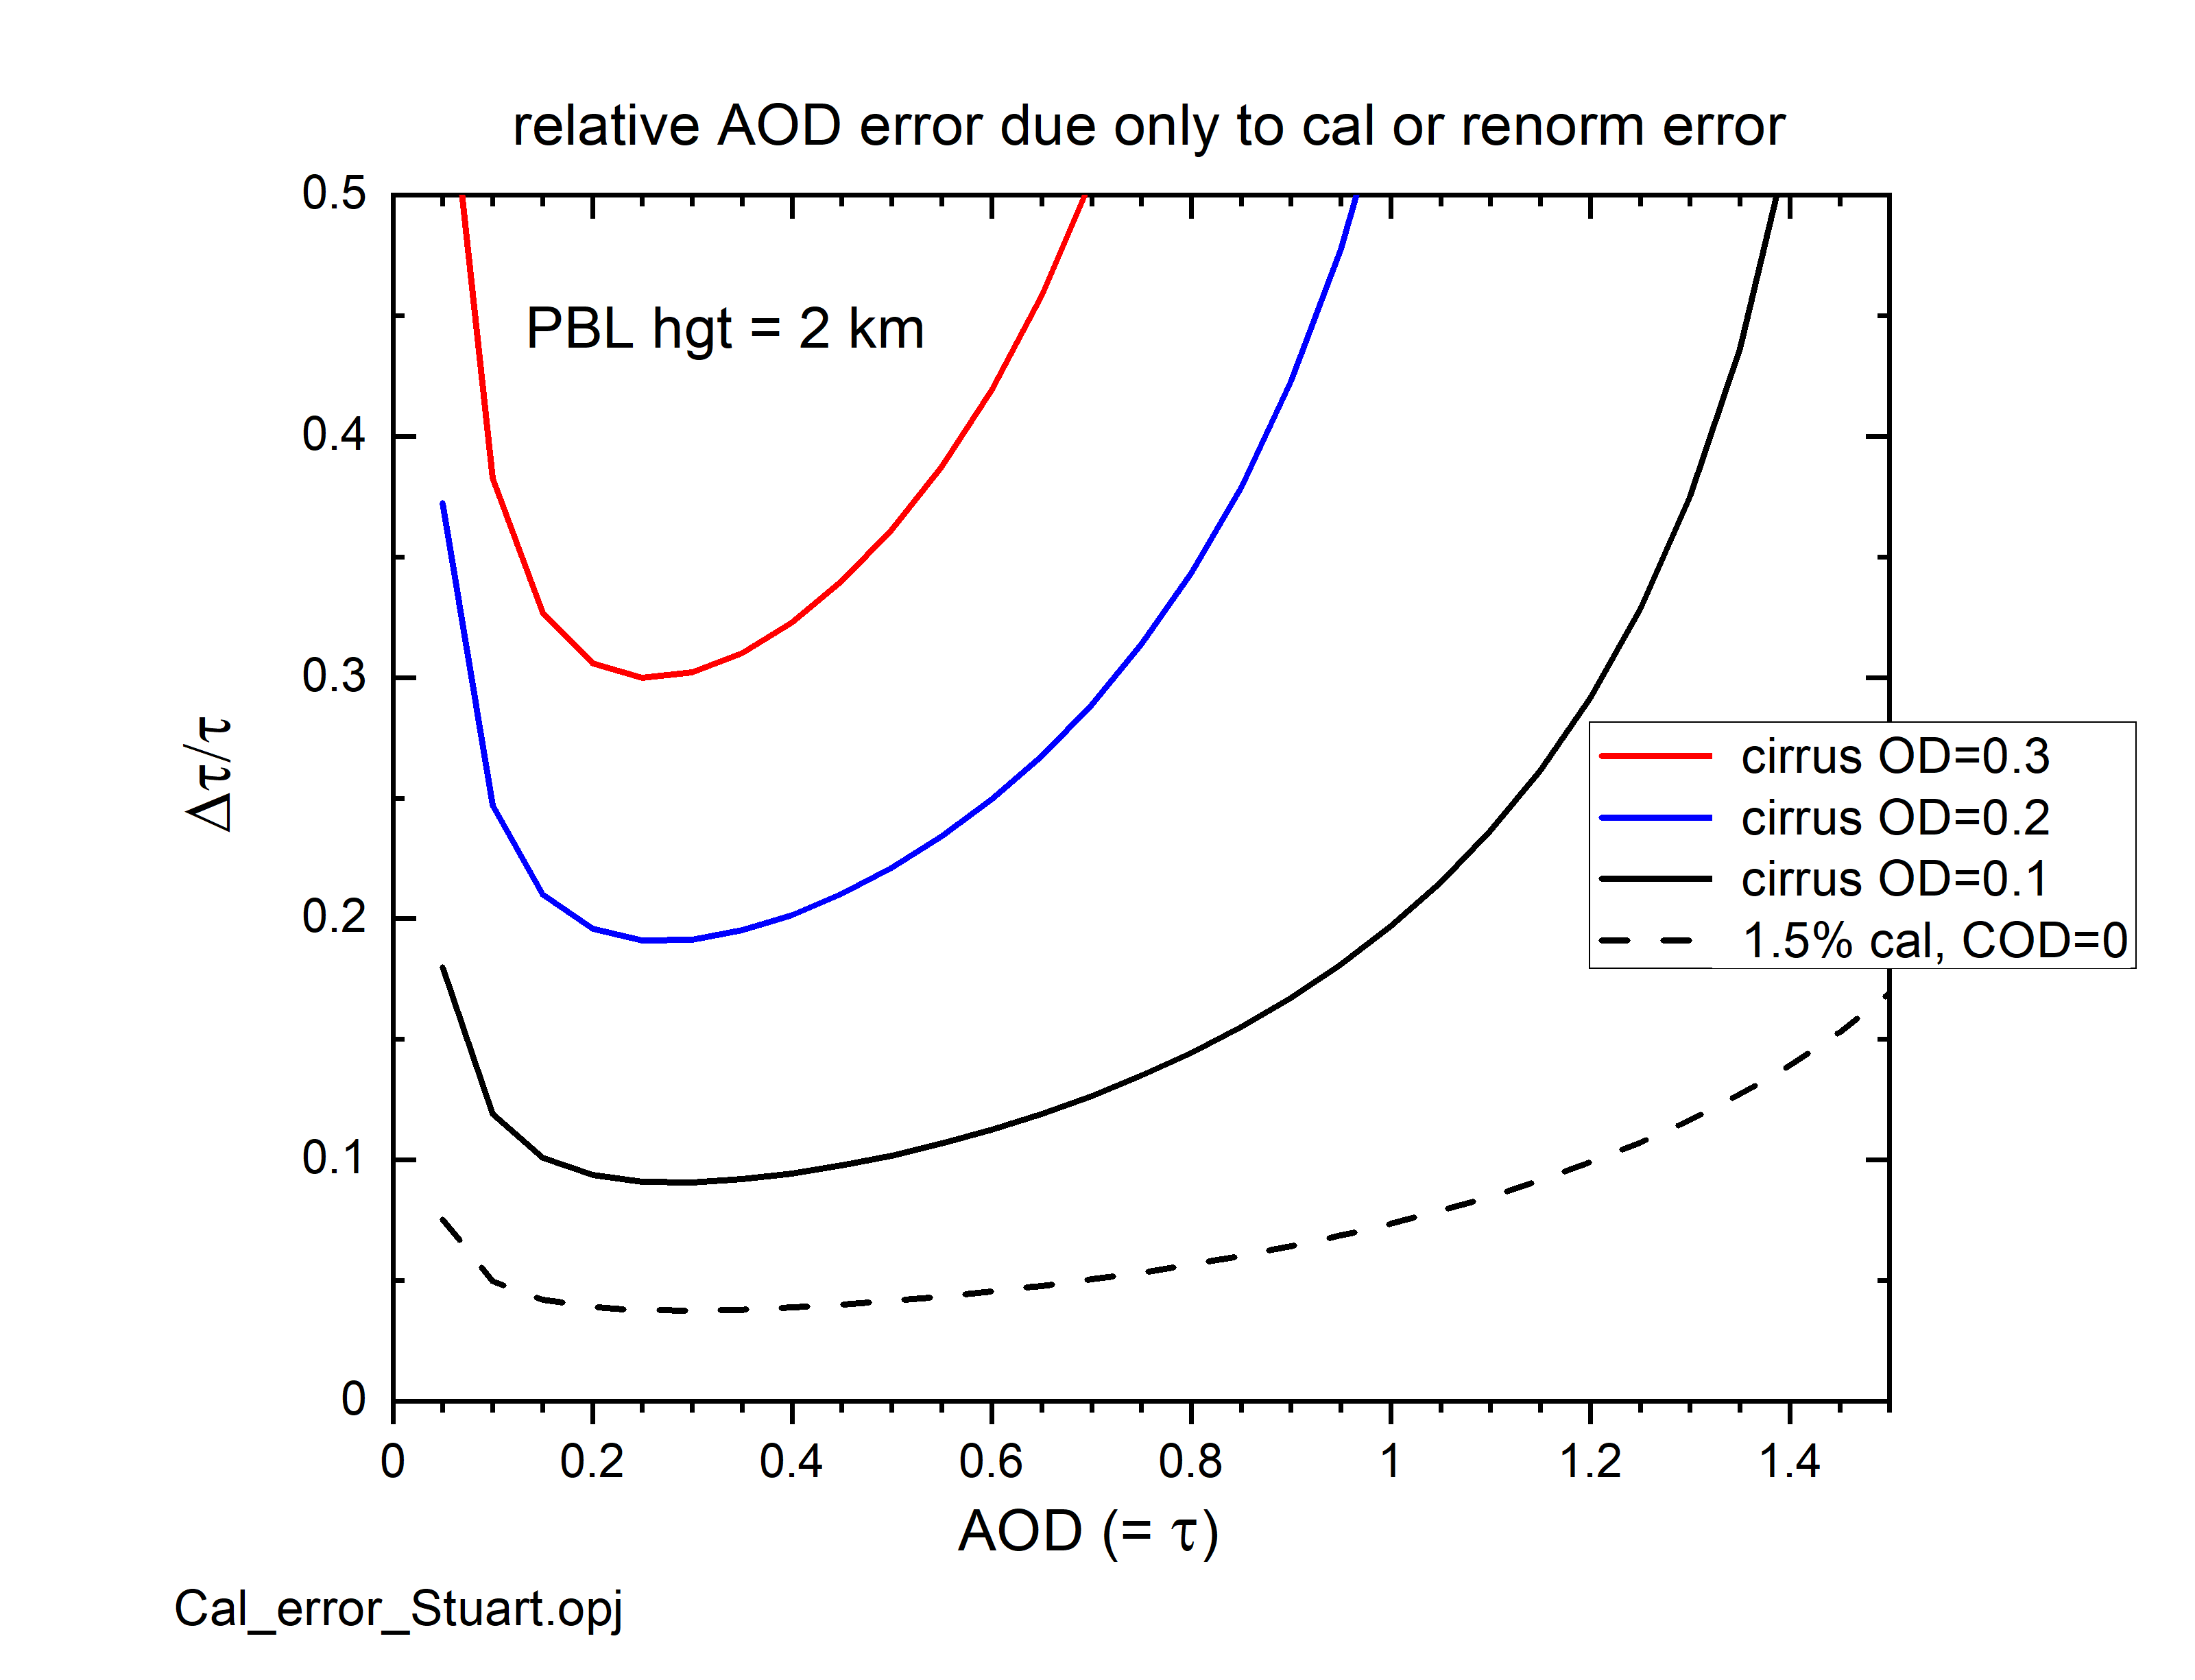 relative AOD error due only to cal or renorm error
0.5
0.4
0.3
0.2
0.1
0
Δτ/τ
PBL hgt = 2 km
cirrus OD=0.3
cirrus OD=0.2
cirrus OD=0.1
1.5% cal, COD=0
0 0.2 0.4 0.6 0.8 1 1.2 1.4
AOD (= τ)
Cal_error_Stuart.opj